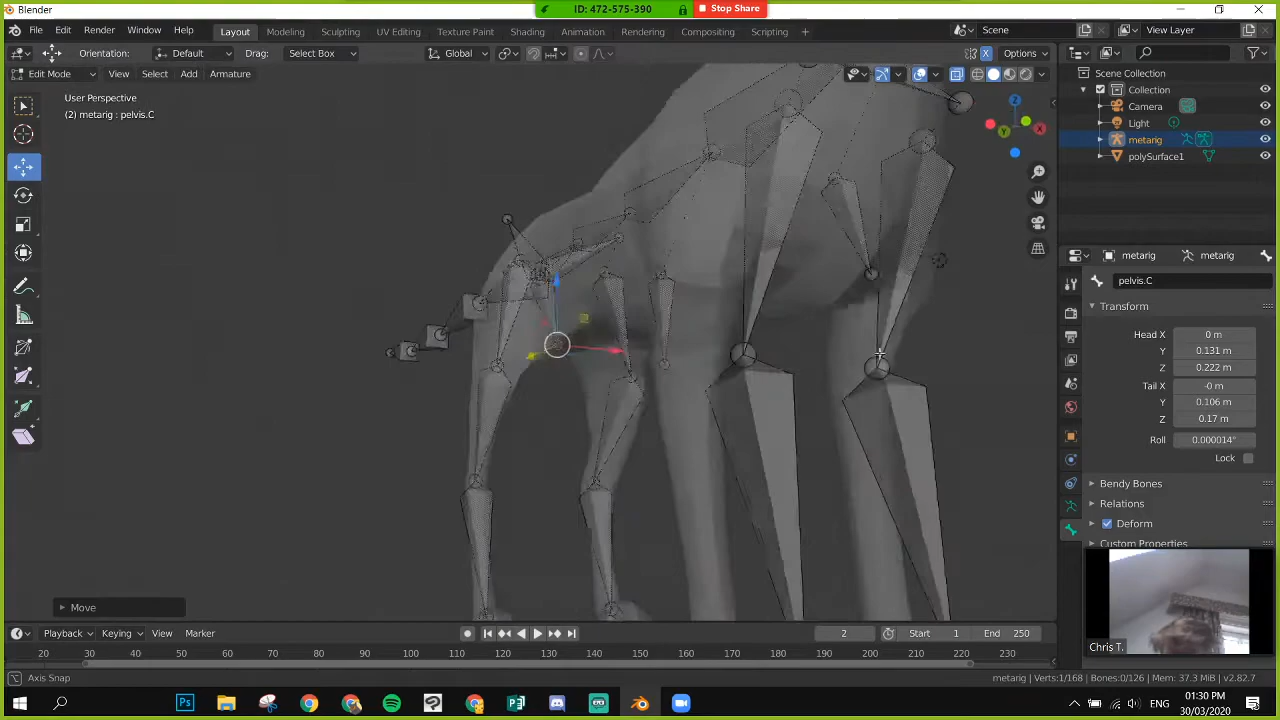 Blender
ID: 472-575-390
Stop Share
File Edit Render Window Help Layout Modeling Sculpting UV Editing Texture Paint Shading Animation Rendering Compositing Scripting + Scene View Layer
Orientation: Default Drag: Select Box Global X Options
Edit Mode View Select Add Armature
User Perspective
(2) metarig : pelvis.C
Z
Y
X
Scene Collection
Collection
Camera
Light
metarig
polySurface1
metarig metarig
pelvis.C
Transform
Head X 0 m
Y 0.131 m
Z 0.222 m
Tail X -0 m
Y 0.106 m
Z 0.17 m
Roll 0.000014°
Lock
Bendy Bones
Relations
Deform
Custom Properties
Chris T.
Move
Playback Keying View Marker 2 Start 1 End 250
20 30 40 50 60 70 80 90 100 110 120 130 140 150 160 170 180 190 200 210 220 230
Axis Snap
metarig | Verts:1/168 | Bones:0/126 | Mem: 37.3 MiB | v2.82.7
Ps
ENG
01:30 PM
30/03/2020